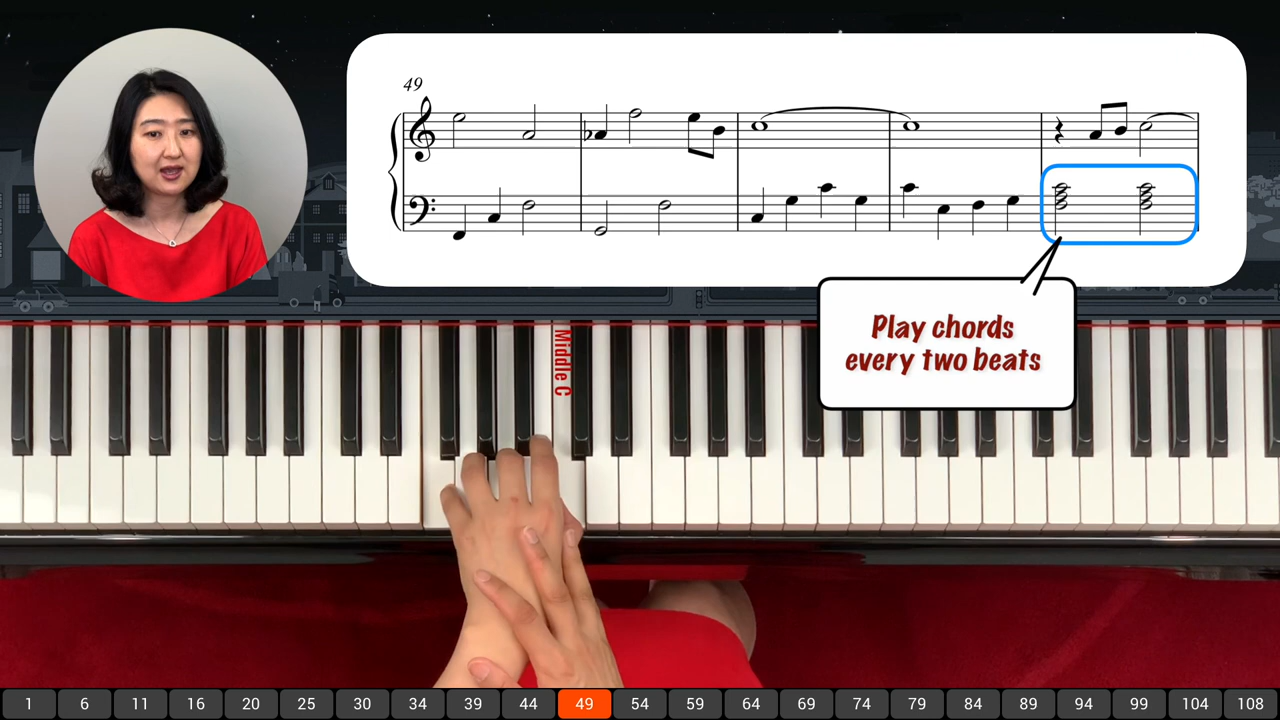 49
Play chords
every two beats
Middle C
1 6 11 16 20 25 30 34 39 44 49 54 59 64 69 74 79 84 89 94 99 104 108